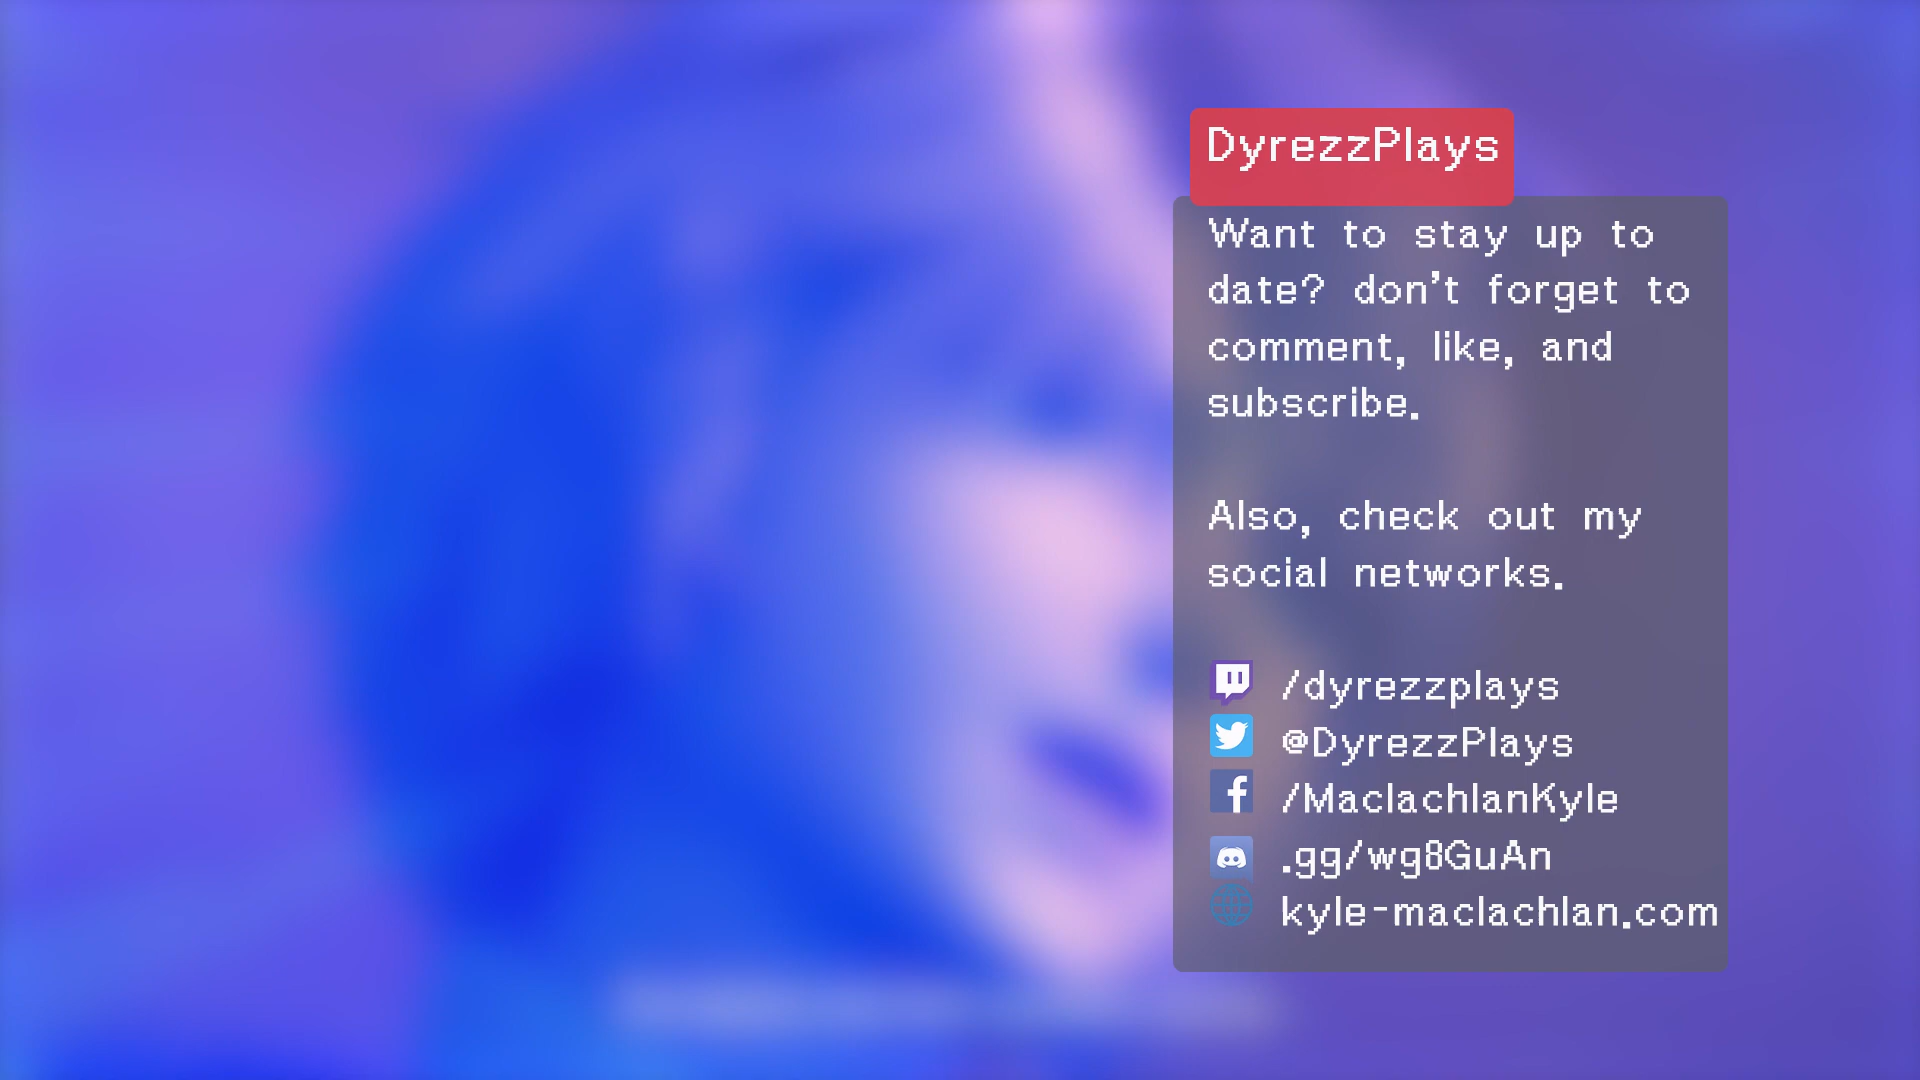 DyrezzPlays
Want to stay up to
date? don't forget to
comment, like, and
subscribe.
Also, check out my
social networks.
/dyrezzplays
@DyrezzPlays
/MaclachlanKyle
.gg/wg8GuAn
kyle-maclachlan.com